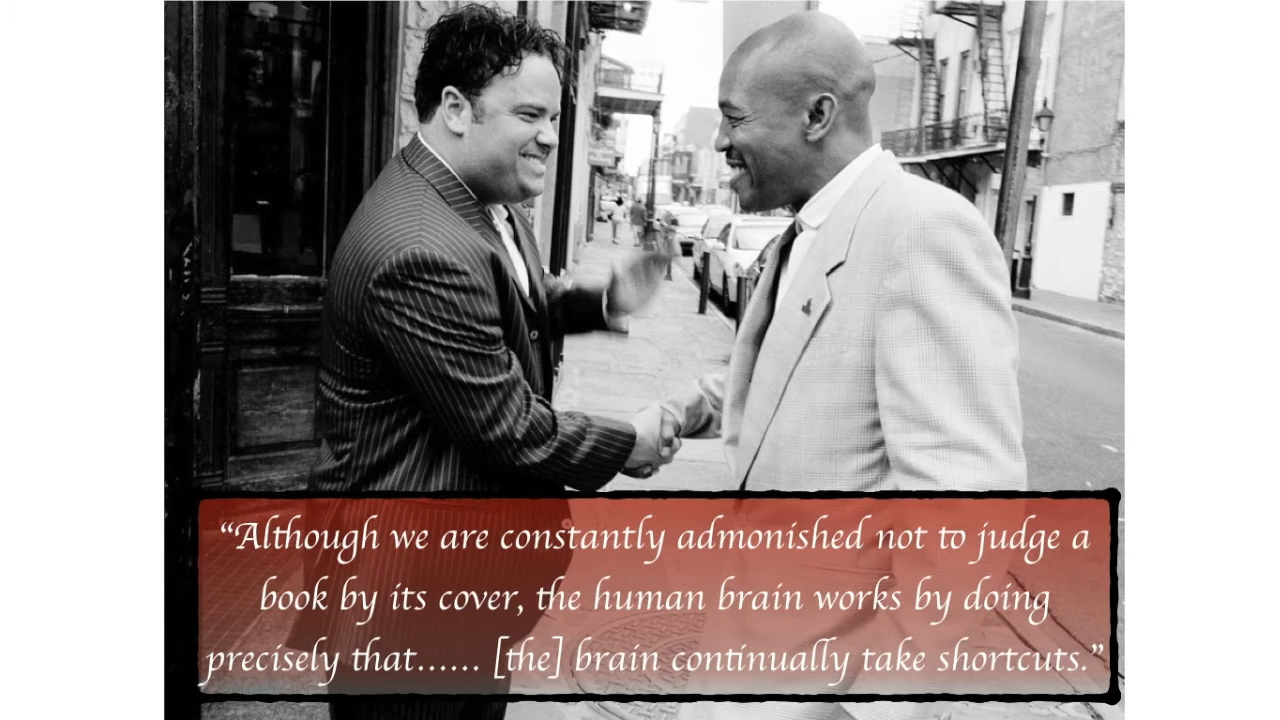 “Although we are constantly admonished not to judge a
book by its cover, the human brain works by doing
precisely that…… [the] brain continually take shortcuts.”